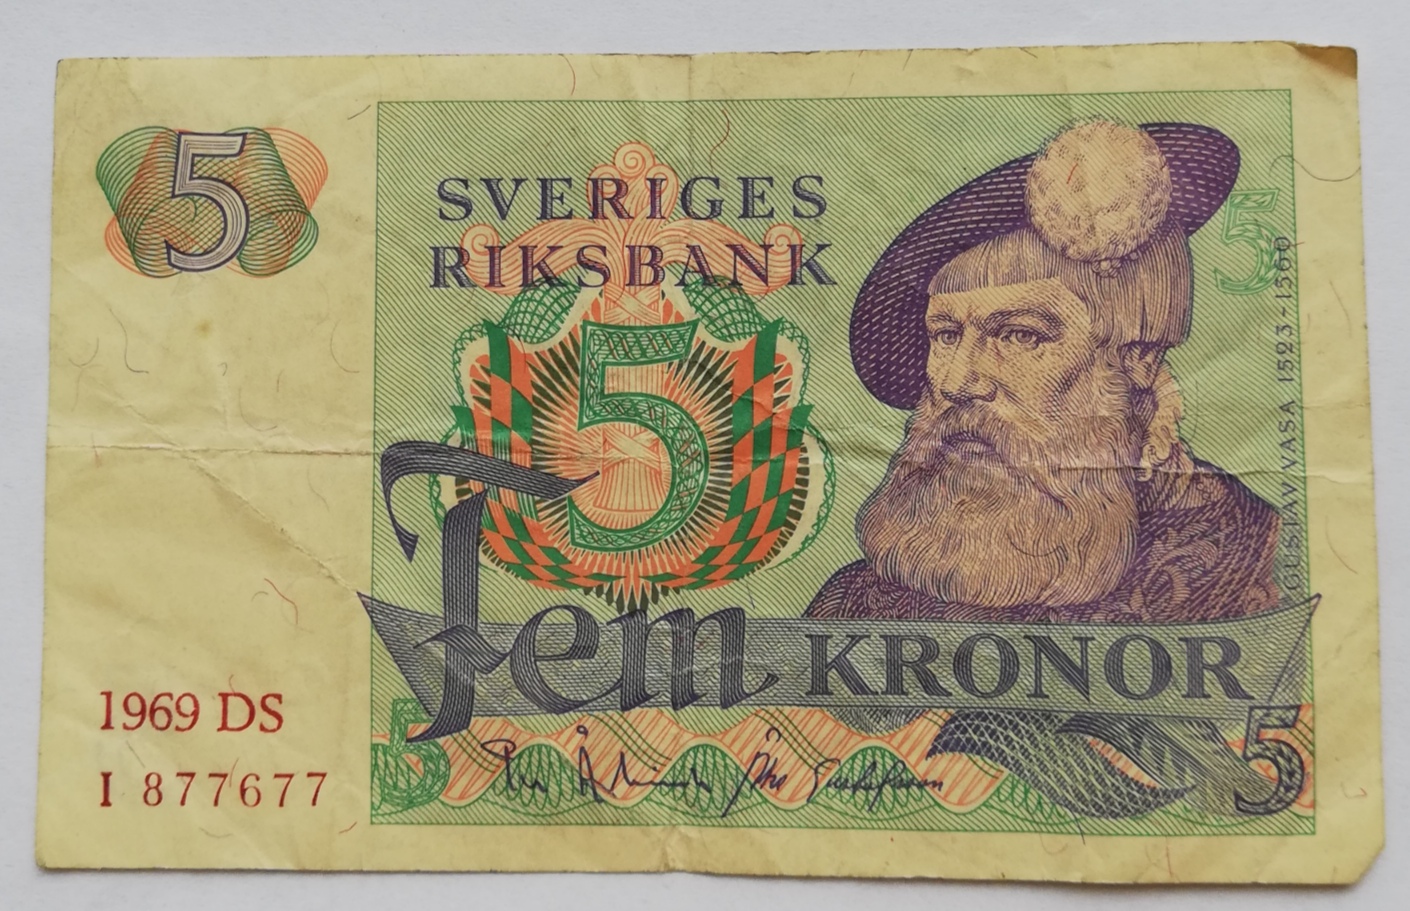 5
SVERIGES
RIKSBANK
5
5
GUSTAV VASA 1523-1560
Fem KRONOR
1969 DS
I 877677
5
5